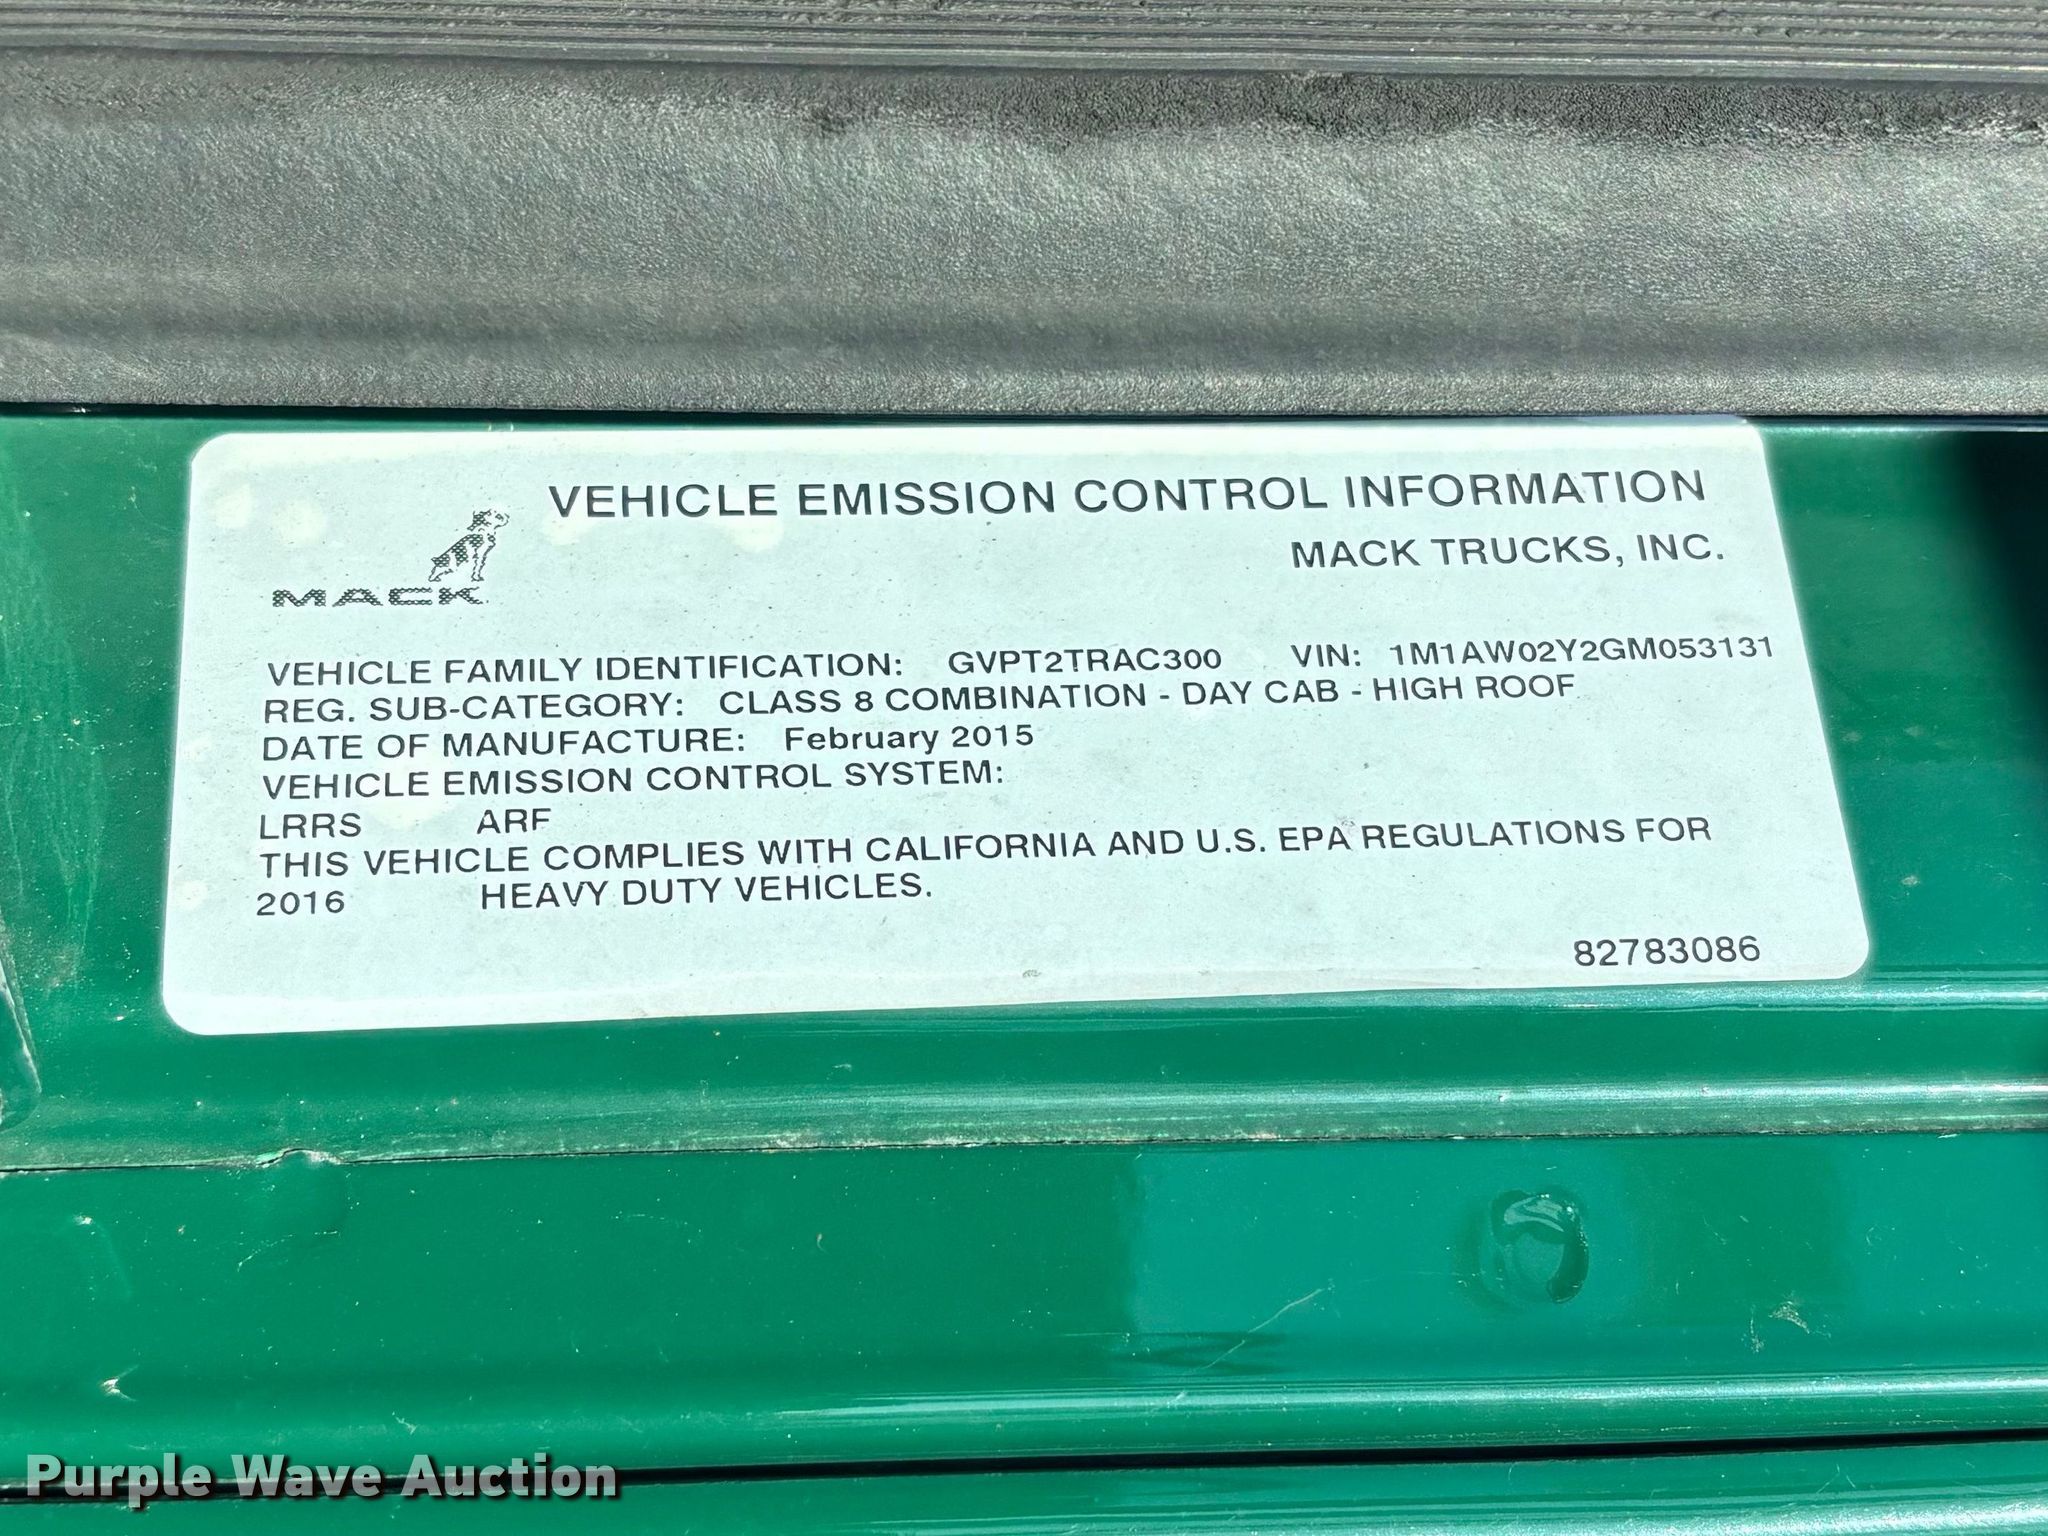 VEHICLE EMISSION CONTROL INFORMATION
MACK
MACK TRUCKS, INC.
VEHICLE FAMILY IDENTIFICATION: GVPT2TRAC300 VIN: 1M1AW02Y2GM053131
REG. SUB-CATEGORY: CLASS 8 COMBINATION - DAY CAB - HIGH ROOF
DATE OF MANUFACTURE: February 2015
VEHICLE EMISSION CONTROL SYSTEM:
LRRS ARF
THIS VEHICLE COMPLIES WITH CALIFORNIA AND U.S. EPA REGULATIONS FOR
2016 HEAVY DUTY VEHICLES.
82783086
Purple Wave Auction